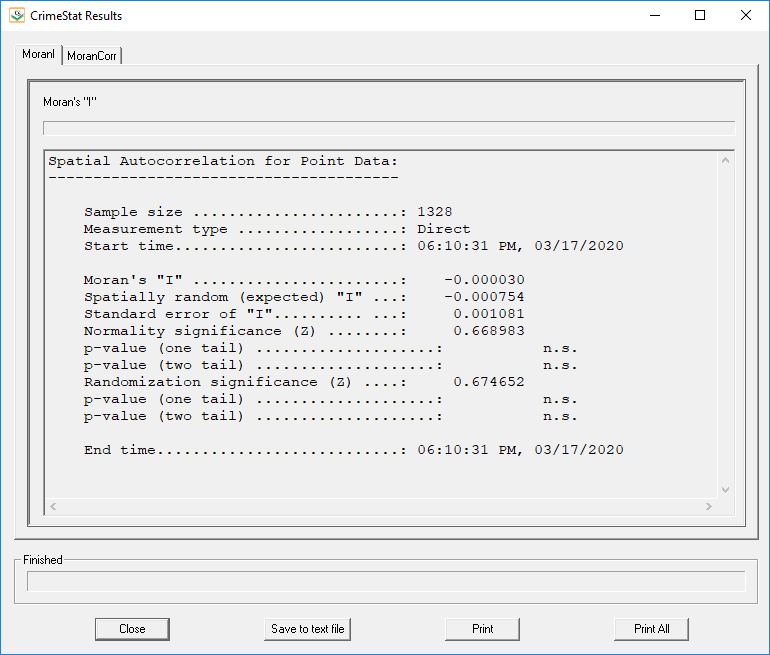 CrimeStat Results
MoranI MoranCorr
Moran's "I"
Spatial Autocorrelation for Point Data:
---------------------------------------
Sample size .......................: 1328
Measurement type ..................: Direct
Start time.........................: 06:10:31 PM, 03/17/2020
Moran's "I" .......................: -0.000030
Spatially random (expected) "I" ...: -0.000754
Standard error of "I".......... ...: 0.001081
Normality significance (Z) ........: 0.668983
p-value (one tail) ....................: n.s.
p-value (two tail) ....................: n.s.
Randomization significance (Z) ....: 0.674652
p-value (one tail) ....................: n.s.
p-value (two tail) ....................: n.s.
End time...........................: 06:10:31 PM, 03/17/2020
Finished
Close Save to text file Print Print All